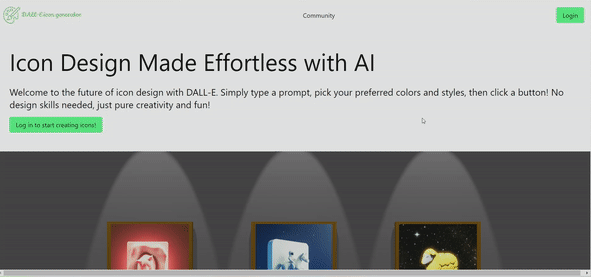 DALL-E icon generator
Community
Login
Icon Design Made Effortless with AI
Welcome to the future of icon design with DALL-E. Simply type a prompt, pick your preferred colors and styles, then click a button! No
design skills needed, just pure creativity and fun!
Log in to start creating icons!